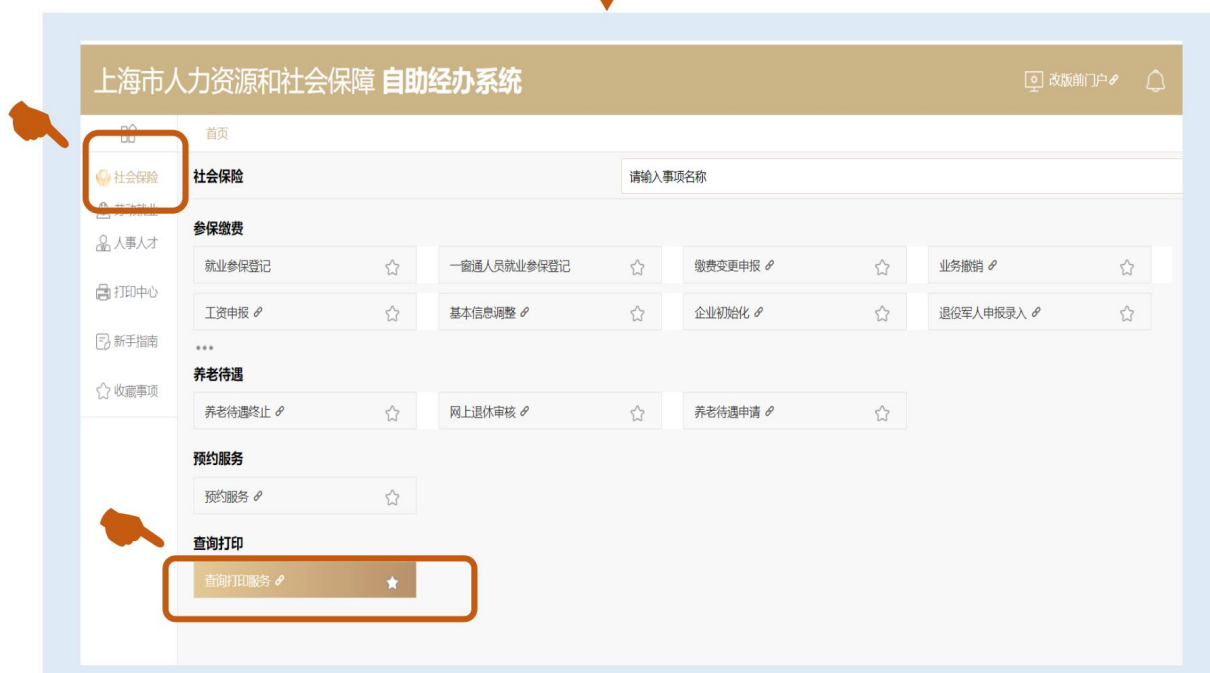 上海市人力资源和社会保障 自助经办系统
改版前门户
首页
社会保险
社会保险
请输入事项名称
劳动就业
人事人才
打印中心
新手指南
收藏事项
参保缴费
就业参保登记
一窗通人员就业参保登记
缴费变更申报
业务撤销
工资申报
基本信息调整
企业初始化
退役军人申报录入
•••
养老待遇
养老待遇终止
网上退休审核
养老待遇申请
预约服务
预约服务
查询打印
查询打印服务